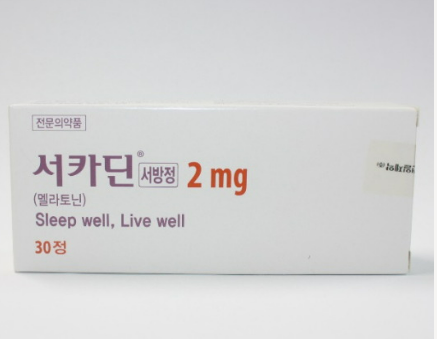 전문의약품
서카딘® 서방정 2 mg
(멜라토닌)
Sleep well, Live well
30정